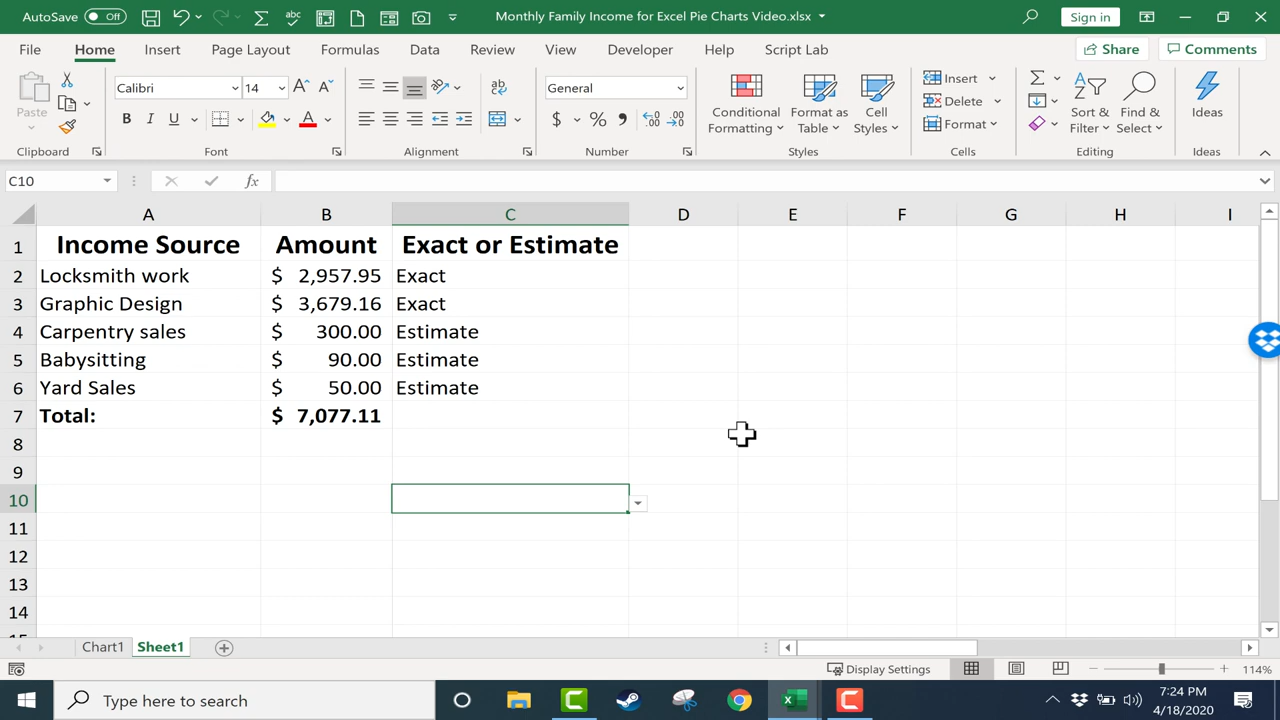 AutoSave Off Monthly Family Income for Excel Pie Charts Video.xlsx Sign in
File Home Insert Page Layout Formulas Data Review View Developer Help Script Lab Share Comments
Paste Calibri 14 General Conditional Formatting Format as Table Cell Styles Insert Delete Format Sort & Filter Find & Select Ideas
B I U A $ %
Clipboard Font Alignment Number Styles Cells Editing Ideas
C10 fx
A B C D E F G H I
1 Income Source Amount Exact or Estimate
2 Locksmith work $ 2,957.95 Exact
3 Graphic Design $ 3,679.16 Exact
4 Carpentry sales $ 300.00 Estimate
5 Babysitting $ 90.00 Estimate
6 Yard Sales $ 50.00 Estimate
7 Total: $ 7,077.11
8
9
10
11
12
13
14
Chart1 Sheet1
Display Settings 114%
Type here to search 7:24 PM
4/18/2020